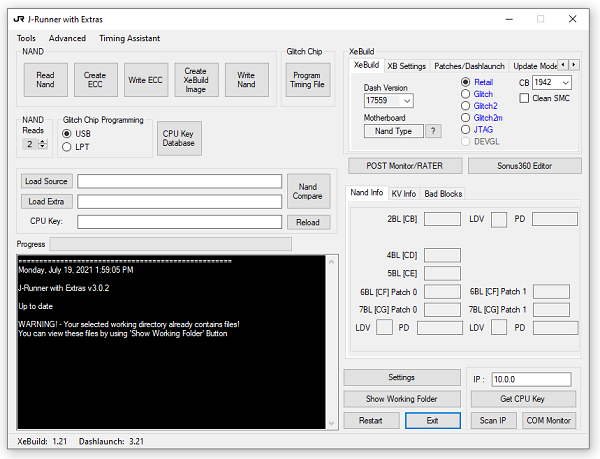 JR J-Runner with Extras
Tools Advanced Timing Assistant
NAND
Read Nand
Create ECC
Write ECC
Create XeBuild Image
Write Nand
Glitch Chip
Program Timing File
NAND Reads
2
Glitch Chip Programming
USB
LPT
CPU Key Database
Load Source
Load Extra
CPU Key:
Nand Compare
Reload
Progress
==================================================
Monday, July 19, 2021 1:59:05 PM
J-Runner with Extras v3.0.2
Up to date
WARNING! - Your selected working directory already contains files!
You can view these files by using 'Show Working Folder' Button
XeBuild
XeBuild XB Settings Patches/Dashlaunch Update Mode
Dash Version
17559
Motherboard
Nand Type ?
Retail
Glitch
Glitch2
Glitch2m
JTAG
DEVGL
CB 1942
Clean SMC
POST Monitor/RATER
Sonus360 Editor
Nand Info KV Info Bad Blocks
2BL [CB] LDV PD
4BL [CD]
5BL [CE]
6BL [CF] Patch 0 6BL [CF] Patch 1
7BL [CG] Patch 0 7BL [CG] Patch 1
LDV PD LDV PD
Settings
Show Working Folder
Restart Exit
IP : 10.0.0
Get CPU Key
Scan IP COM Monitor
XeBuild: 1.21 Dashlaunch: 3.21